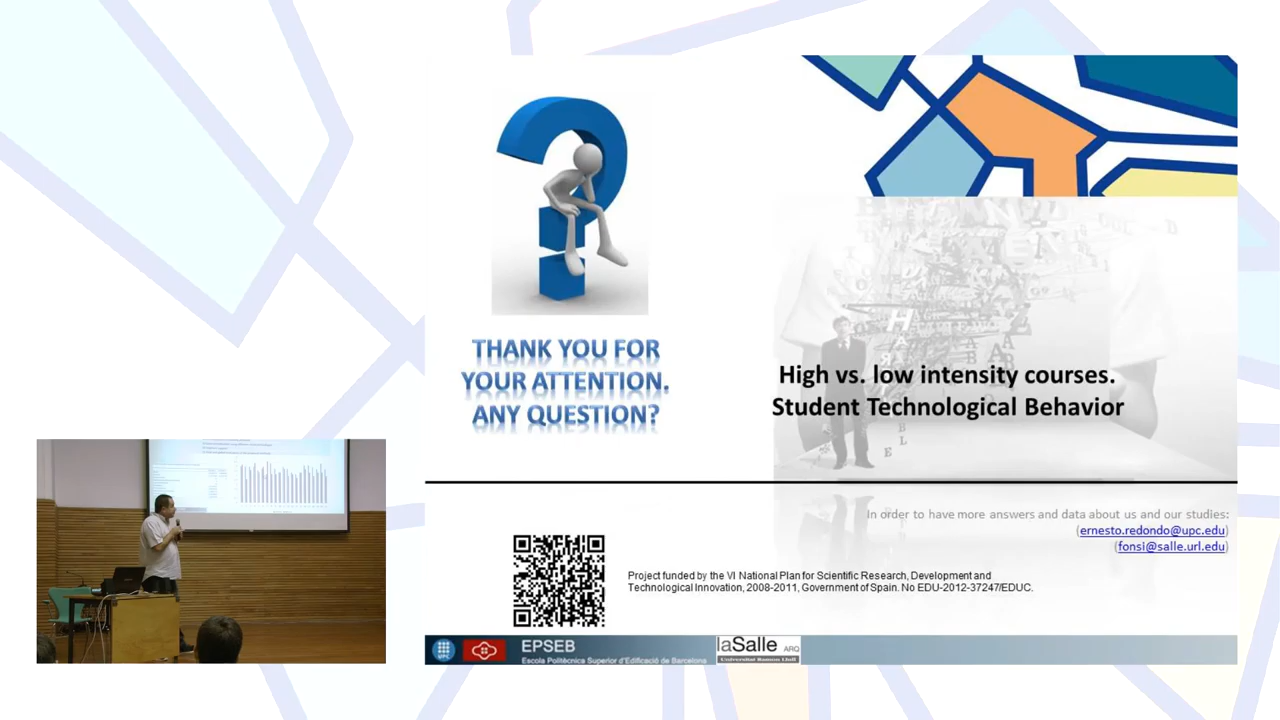 THANK YOU FOR
YOUR ATTENTION.
ANY QUESTION?
High vs. low intensity courses.
Student Technological Behavior
In order to have more answers and data about us and our studies:
(ernesto.redondo@upc.edu)
(fonsi@salle.url.edu)
Project funded by the VI National Plan for Scientific Research, Development and
Technological Innovation, 2008-2011, Government of Spain. No EDU-2012-37247/EDUC.
UPC
EPSEB
Escola Politècnica Superior d'Edificació de Barcelona
laSalle ARQ
Universitat Ramon Llull